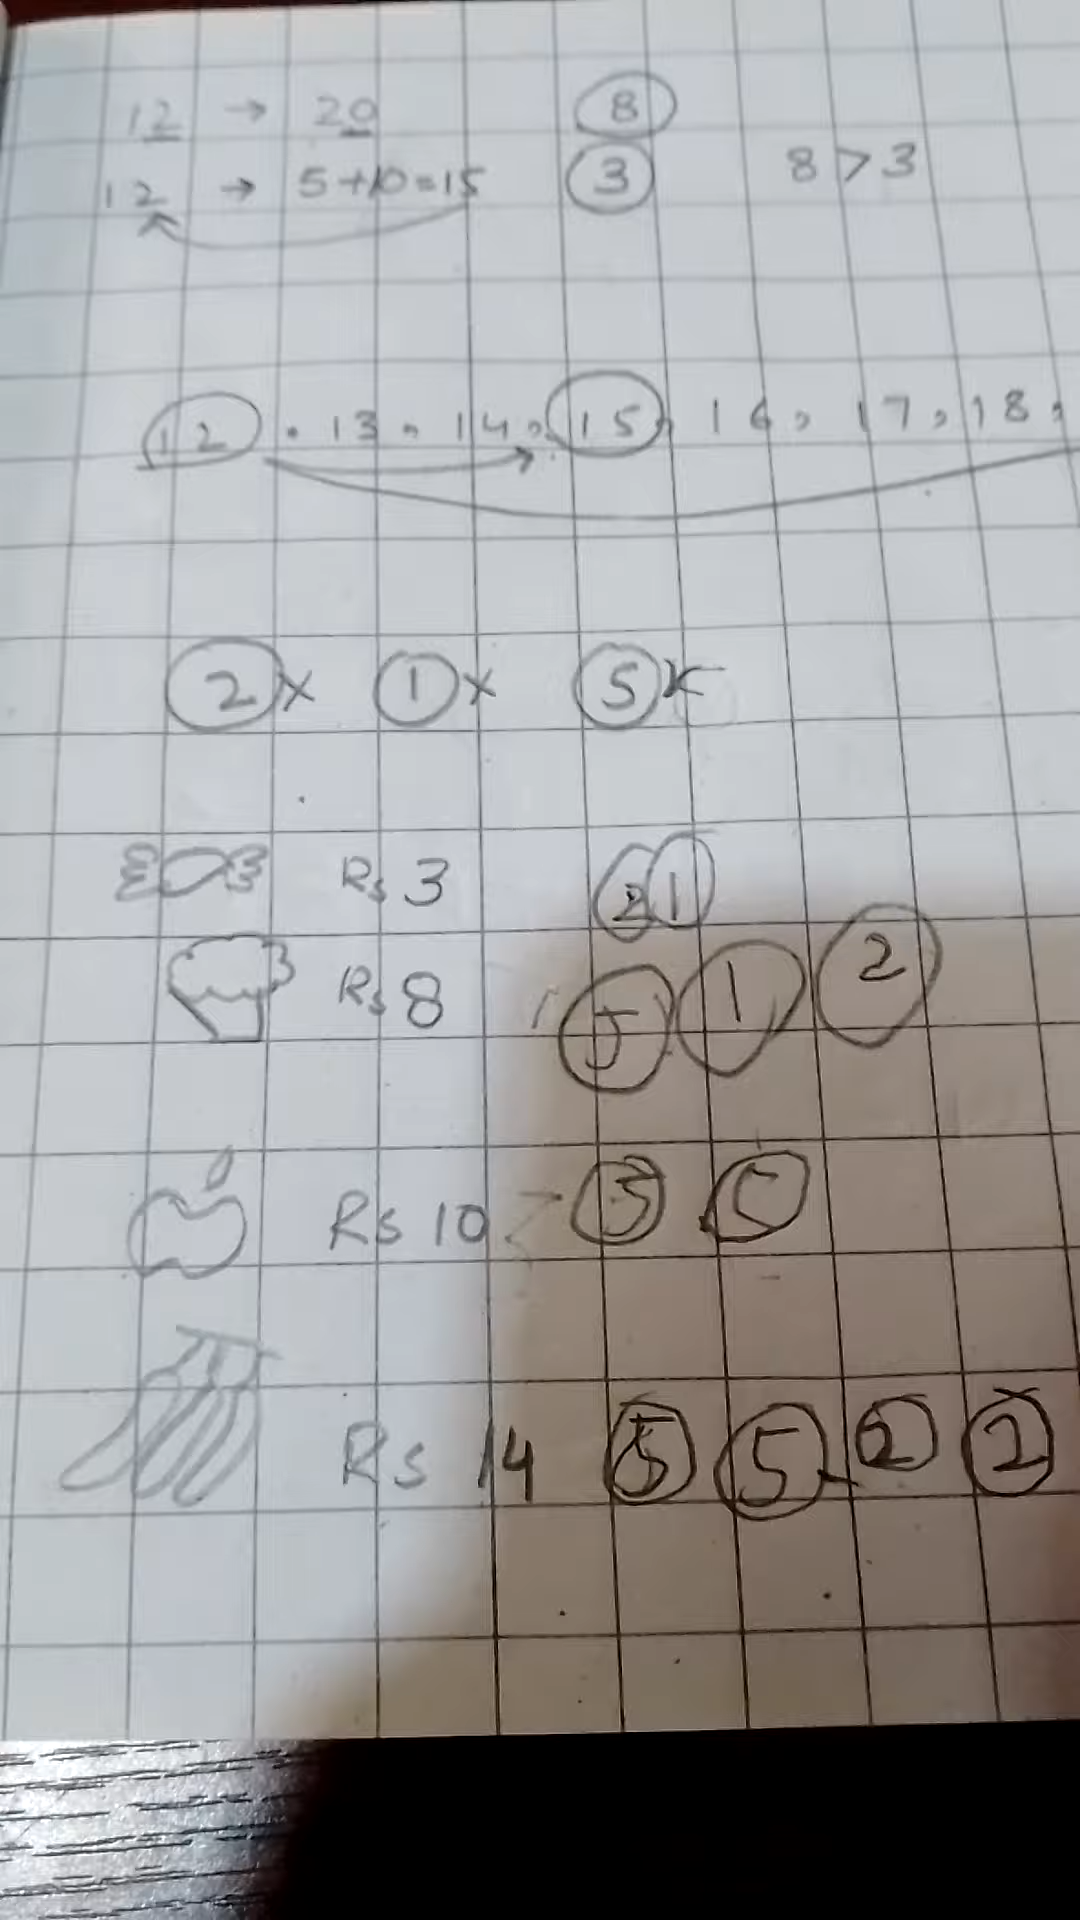 12 → 20 8
12 → 5+10=15 3 8 > 3
12 . 13 , 14 , 15 , 16 , 17 , 18 ,
2 x 1 x 5 x
Rs 3 2 1
Rs 8 5 1 2
Rs 10 5 5
Rs 14 5 5 2 2